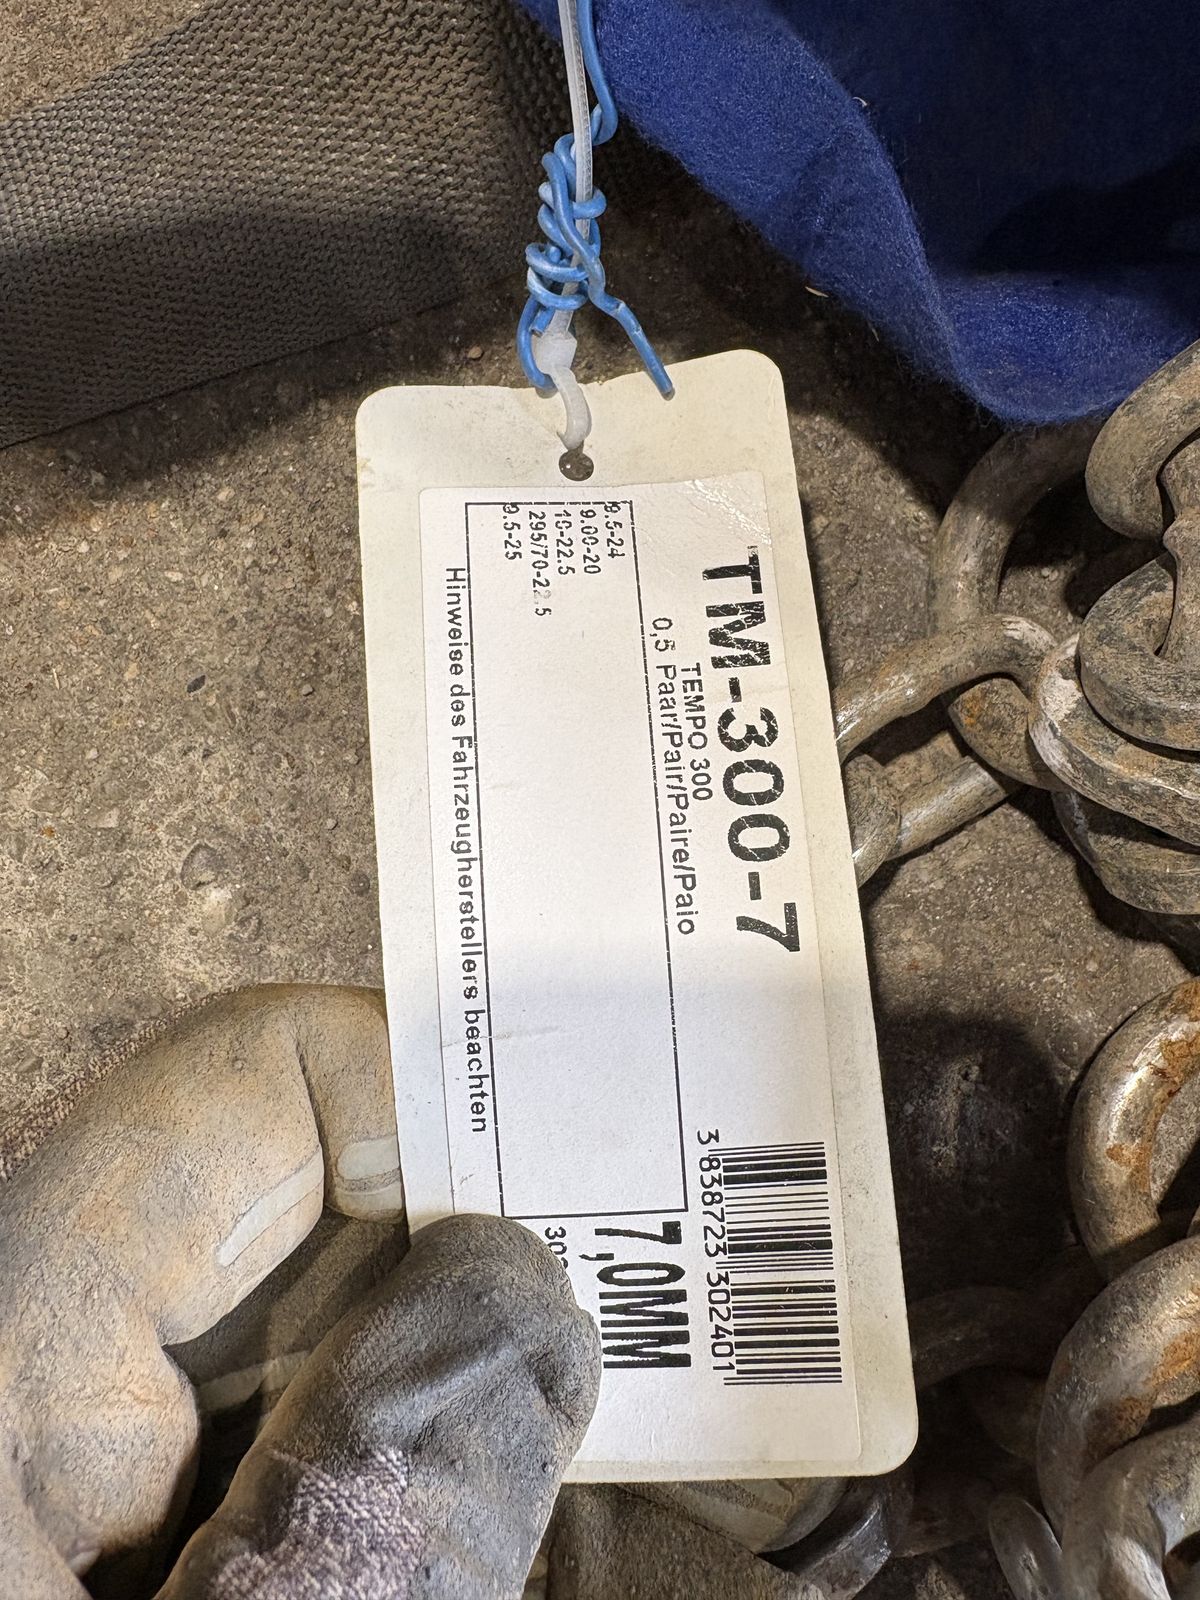 TM-300-7
TEMPO 300
0,5 Paar/Pair/Paire/Paio
3 838723 302401
9.5-24
9.00-20
10-22.5
295/70-22.5
9.5-25
7,0MM
Hinweise des Fahrzeugherstellers beachten